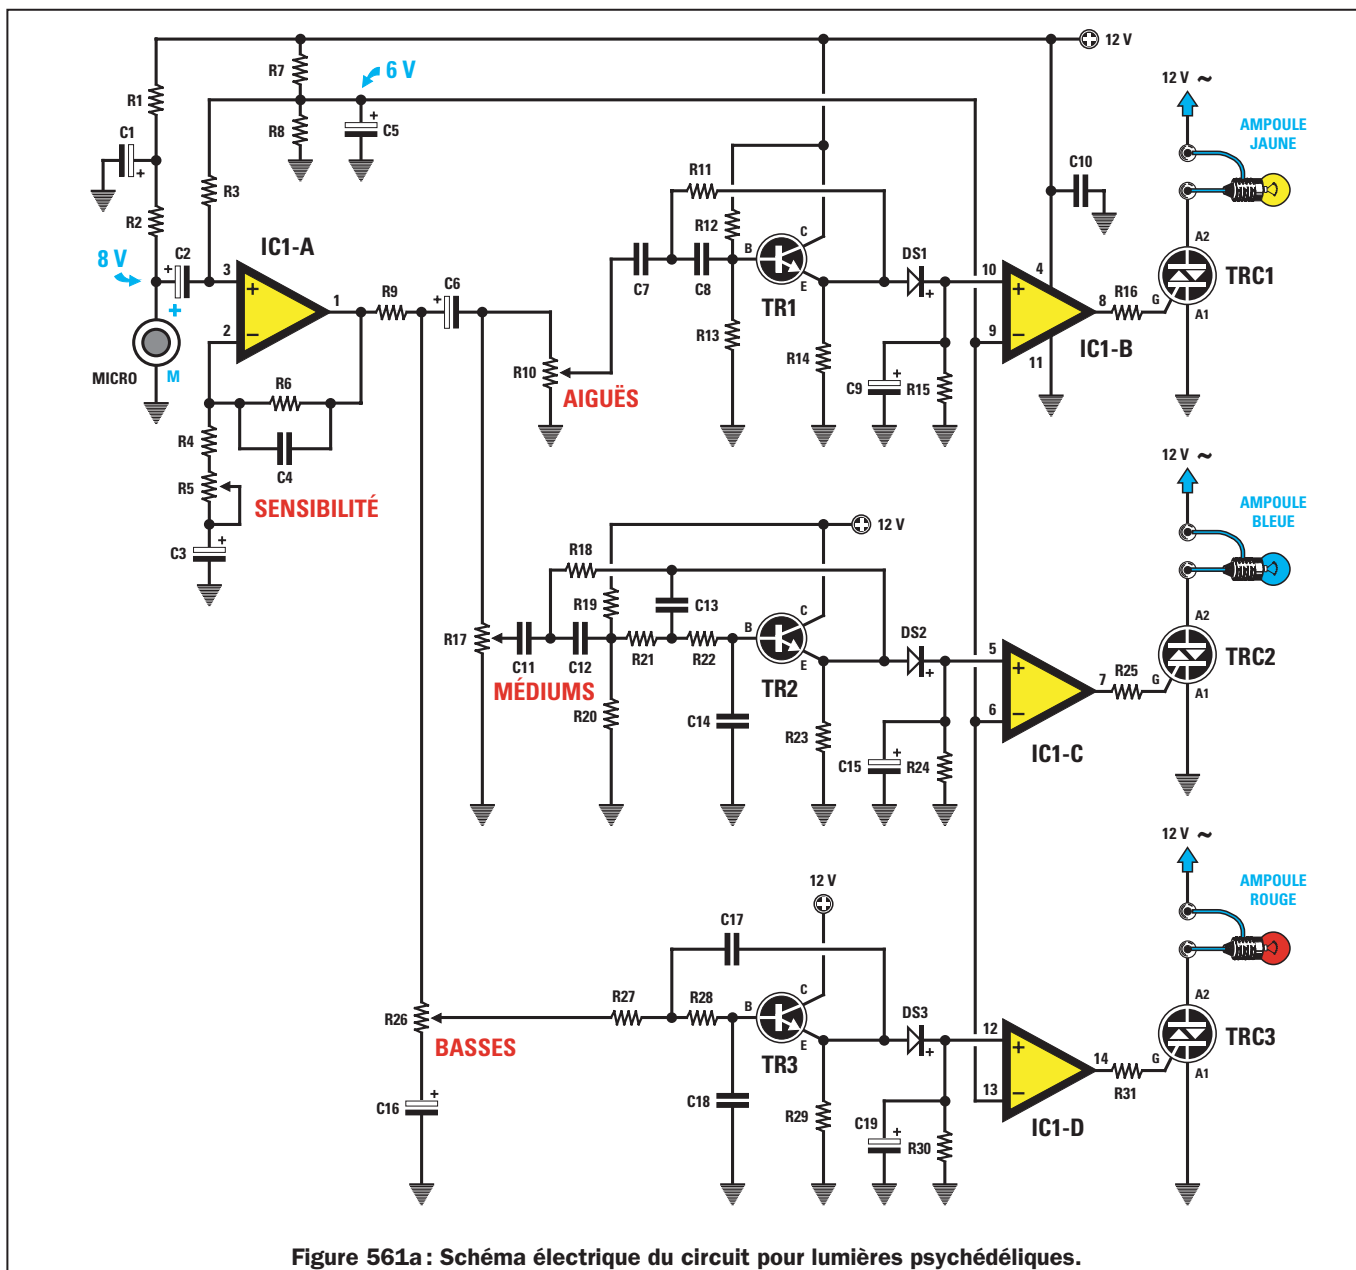 12 V
R7
6 V
R1
C1
+
R8
+
C5
R3
R2
8 V
C2
+
+
MICRO
M
IC1-A
3
+
2
−
1
R9
C6
+
R6
C4
R4
R5
SENSIBILITÉ
C3
+
R10
AIGUËS
R11
C7
C8
R12
R13
B
C
E
TR1
R14
DS1
+
C9
+
R15
10
+
9
−
4
11
8
IC1-B
C10
R16
G
A2
A1
TRC1
12 V ~
AMPOULE
JAUNE
12 V
R17
MÉDIUMS
R18
C11
C12
R19
R20
R21
C13
R22
C14
B
C
E
TR2
R23
DS2
+
C15
+
R24
5
+
6
−
7
IC1-C
R25
G
A2
A1
TRC2
12 V ~
AMPOULE
BLEUE
12 V
R26
BASSES
C16
+
R27
C17
R28
C18
B
C
E
TR3
R29
DS3
+
C19
+
R30
12
+
13
−
14
IC1-D
R31
G
A2
A1
TRC3
12 V ~
AMPOULE
ROUGE
Figure 561a : Schéma électrique du circuit pour lumières psychédéliques.